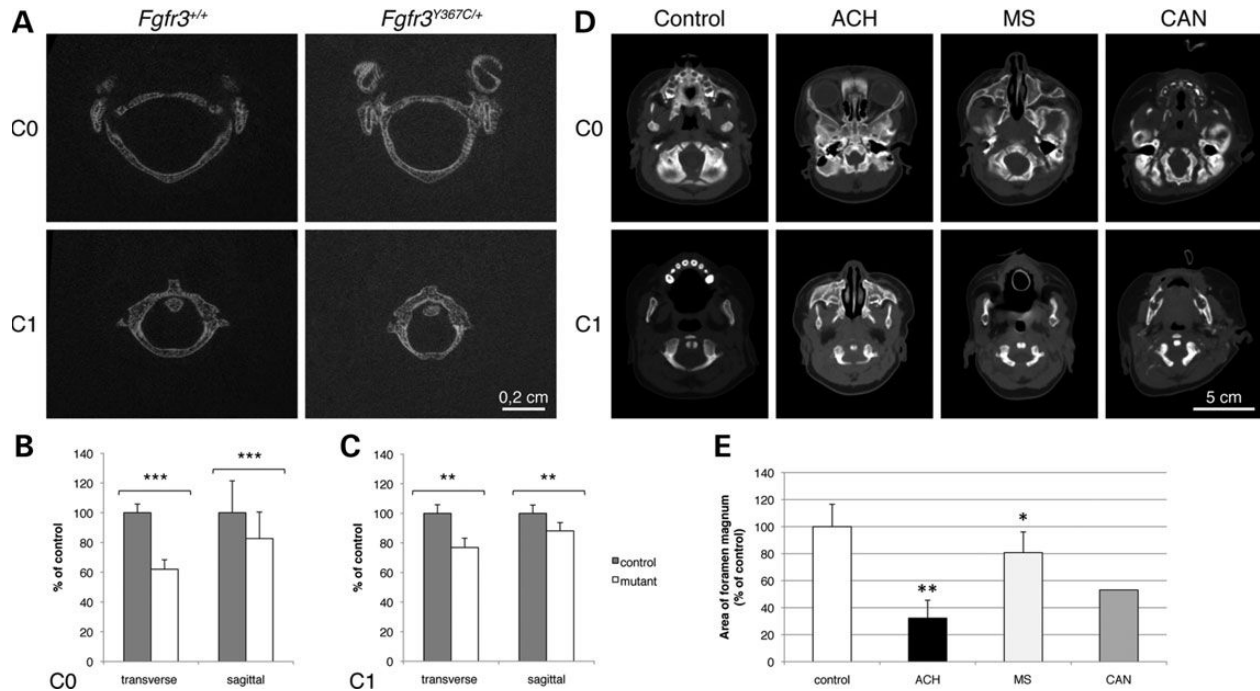 A
Fgfr3+/+
Fgfr3Y367C/+
C0
C1
0,2 cm
D
Control
ACH
MS
CAN
C0
C1
5 cm
B
% of control
140
120
100
80
60
40
20
0
***
***
transverse
sagittal
C0
C
% of control
140
120
100
80
60
40
20
0
**
**
transverse
sagittal
C1
control
mutant
E
Area of foramen magnum
(% of control)
140
120
100
80
60
40
20
0
**
*
control
ACH
MS
CAN